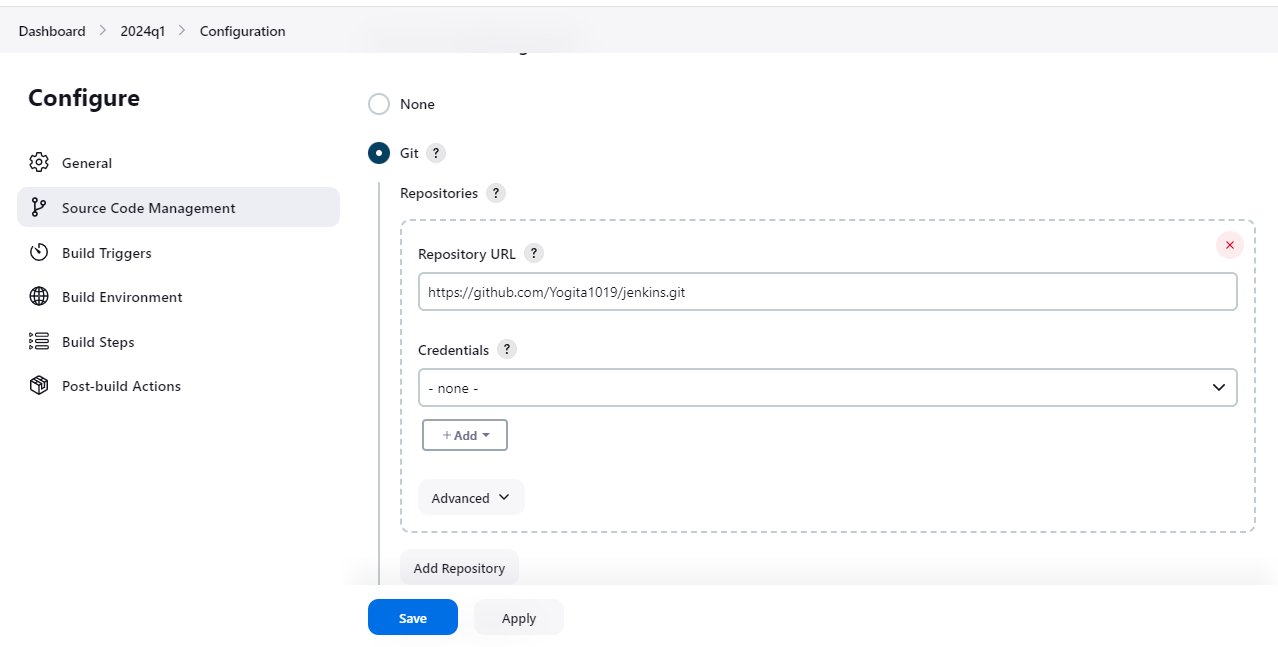 Dashboard > 2024q1 > Configuration
Configure
General
Source Code Management
Build Triggers
Build Environment
Build Steps
Post-build Actions
None
Git ?
Repositories ?
Repository URL ?
https://github.com/Yogita1019/jenkins.git
Credentials ?
- none -
+ Add
Advanced
Add Repository
Save
Apply